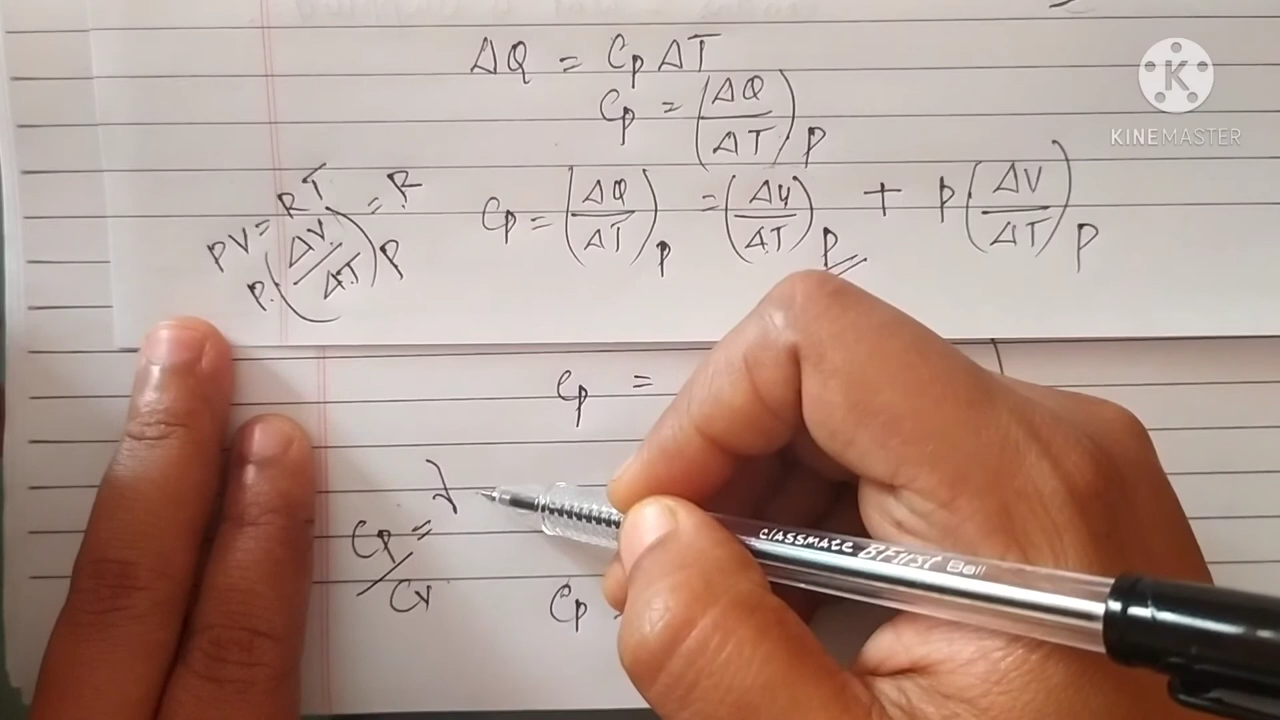 ΔQ = Cp ΔT
Cp = (ΔQ/ΔT)P
PV = RT
P.(ΔV/ΔT)P = R
Cp = (ΔQ/ΔT)P = (ΔU/ΔT)P + P(ΔV/ΔT)P
Cp =
Cp/Cv = γ
Cp
KINEMASTER
classmate BFirst Ball